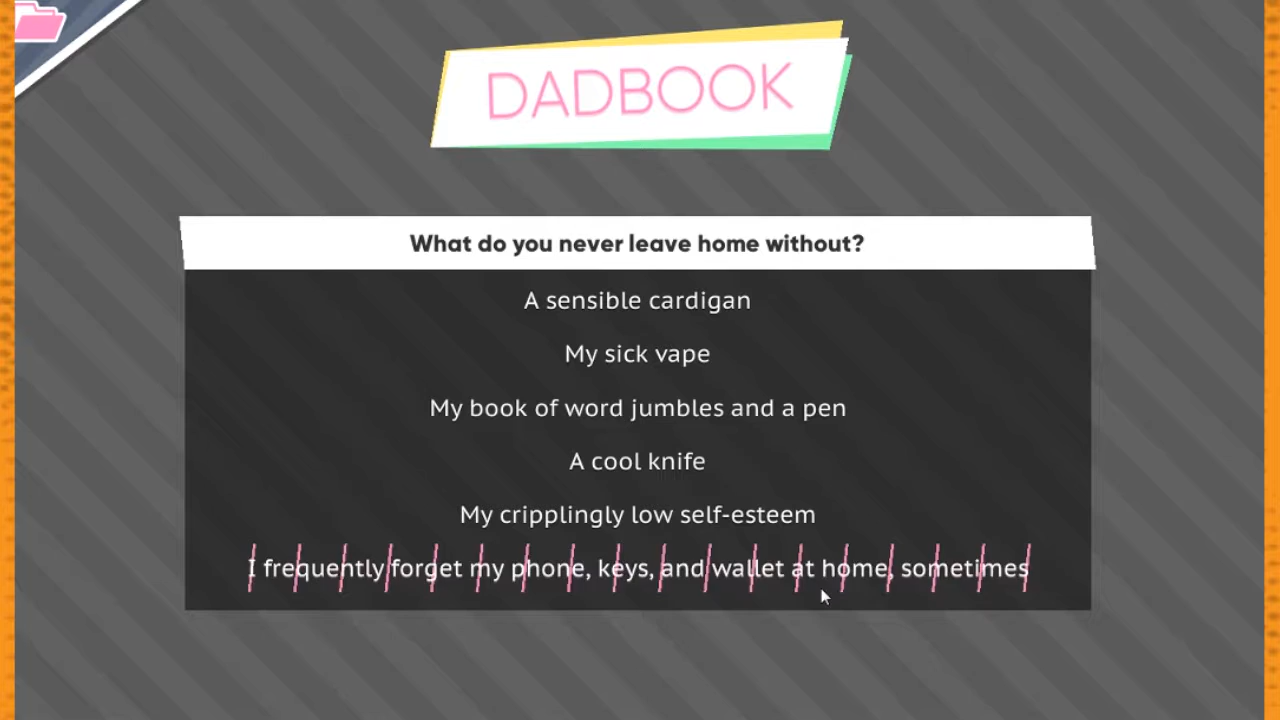 DADBOOK
What do you never leave home without?
A sensible cardigan
My sick vape
My book of word jumbles and a pen
A cool knife
My cripplingly low self-esteem
I frequently forget my phone, keys, and wallet at home, sometimes